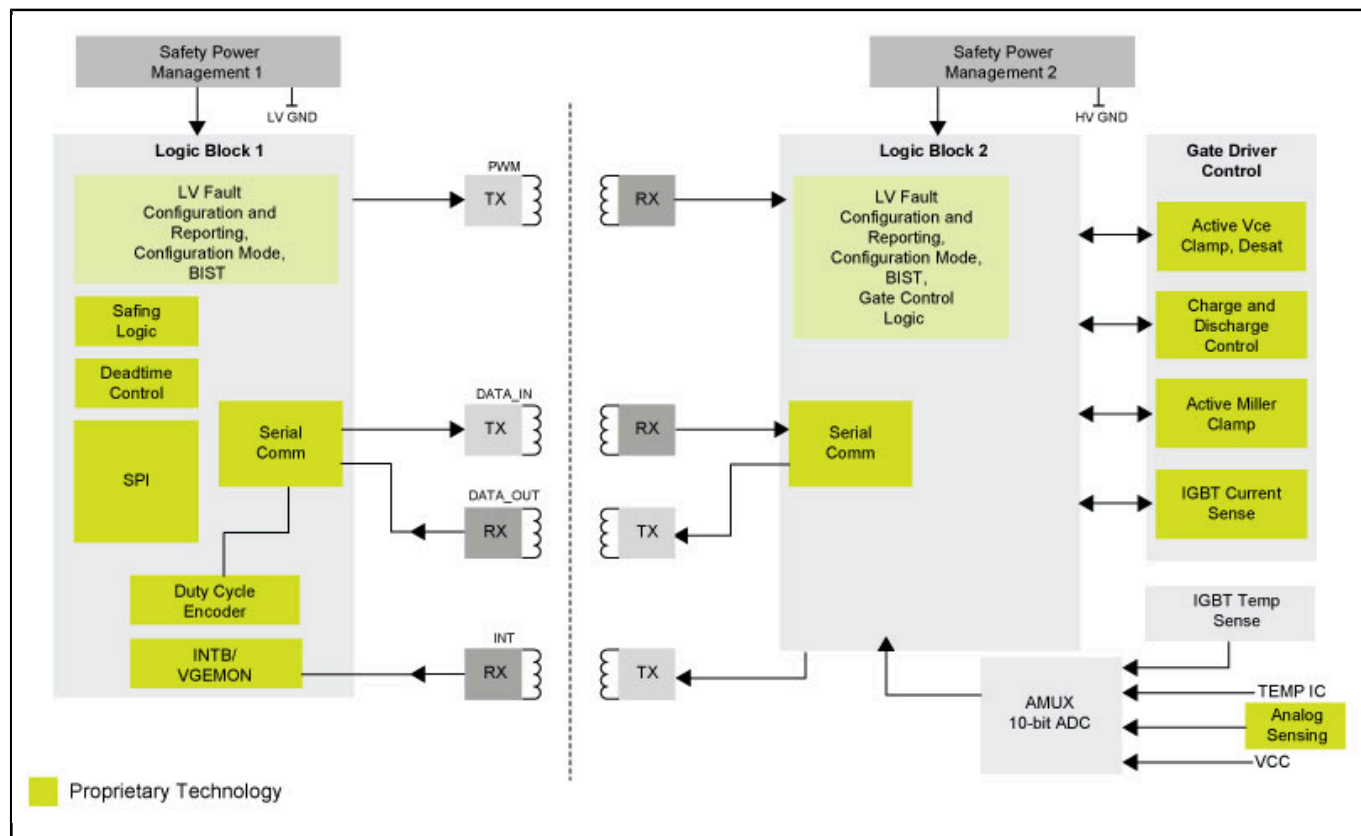 Safety Power
Management 1
LV GND
Logic Block 1
LV Fault
Configuration and
Reporting,
Configuration Mode,
BIST
Safing
Logic
Deadtime
Control
SPI
Serial
Comm
Duty Cycle
Encoder
INTB/
VGEMON
PWM
TX
RX
DATA_IN
TX
RX
DATA_OUT
RX
TX
INT
RX
TX
Safety Power
Management 2
HV GND
Logic Block 2
LV Fault
Configuration and
Reporting,
Configuration Mode,
BIST,
Gate Control
Logic
Serial
Comm
Gate Driver
Control
Active Vce
Clamp, Desat
Charge and
Discharge
Control
Active Miller
Clamp
IGBT Current
Sense
IGBT Temp
Sense
AMUX
10-bit ADC
TEMP IC
Analog
Sensing
VCC
Proprietary Technology